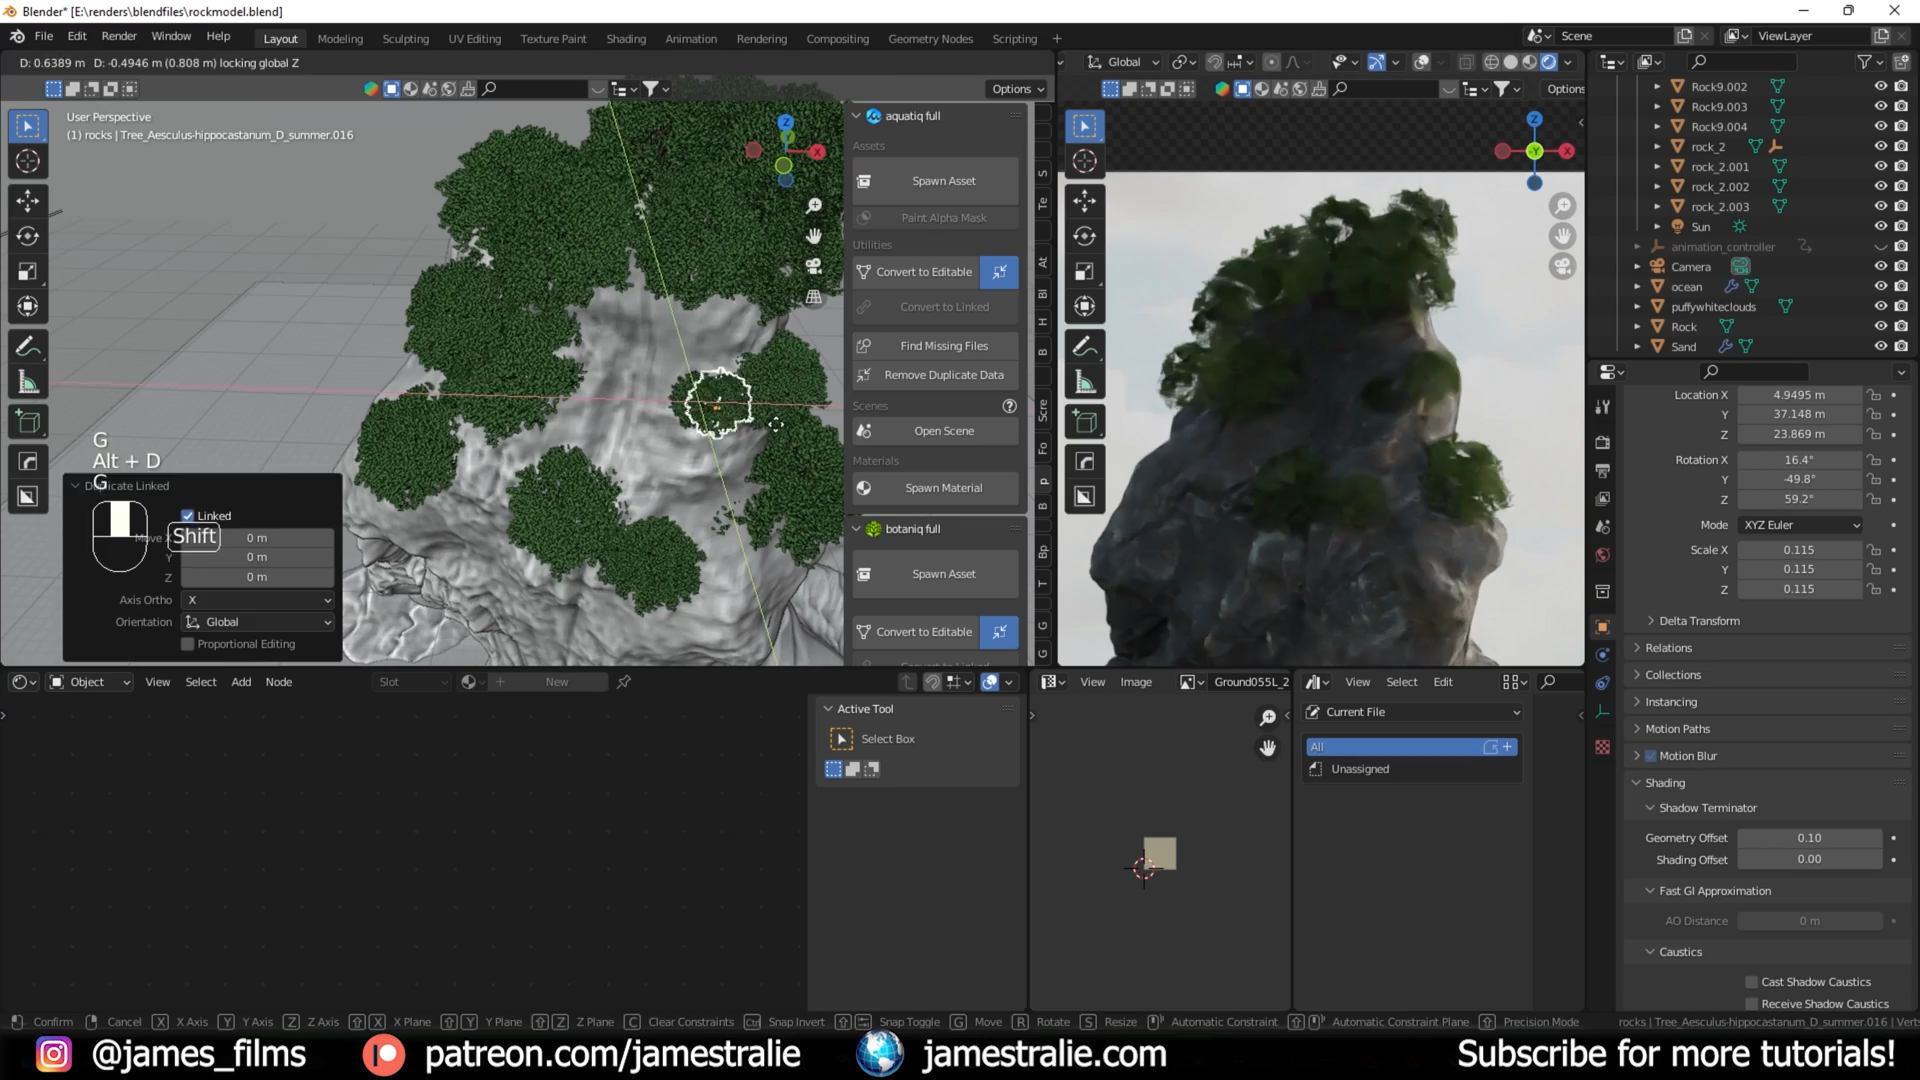 Blender* [E:\renders\blendfiles\rockmodel.blend]
File Edit Render Window Help Layout Modeling Sculpting UV Editing Texture Paint Shading Animation Rendering Compositing Geometry Nodes Scripting + Scene ViewLayer
D: 0.6389 m D: -0.4946 m (0.808 m) locking global Z
Global
Options
Options
User Perspective
(1) rocks | Tree_Aesculus-hippocastanum_D_summer.016
Z
X
aquatiq full
Assets
Spawn Asset
Paint Alpha Mask
Utilities
Convert to Editable
Convert to Linked
Find Missing Files
Remove Duplicate Data
Scenes
Open Scene
Materials
Spawn Material
botaniq full
Spawn Asset
Convert to Editable
S
Te
At
Bl
H
B
Scre
Fo
p
B
Bp
T
G
G
Z
-Y
X
G
Alt + D
G
Duplicate Linked
Linked
Move X 0 m
Shift
Y 0 m
Z 0 m
Axis Ortho X
Orientation Global
Proportional Editing
Rock9.002
Rock9.003
Rock9.004
rock_2
rock_2.001
rock_2.002
rock_2.003
Sun
animation_controller
Camera
ocean
puffywhiteclouds
Rock
Sand
Location X 4.9495 m
Y 37.148 m
Z 23.869 m
Rotation X 16.4°
Y -49.8°
Z 59.2°
Mode XYZ Euler
Scale X 0.115
Y 0.115
Z 0.115
Delta Transform
Relations
Collections
Instancing
Motion Paths
Motion Blur
Shading
Shadow Terminator
Geometry Offset 0.10
Shading Offset 0.00
Fast GI Approximation
AO Distance 0 m
Caustics
Cast Shadow Caustics
Receive Shadow Caustics
Object View Select Add Node Slot New
Active Tool
Select Box
View Image Ground055L_2
View Select Edit
Current File
All
Unassigned
Confirm Cancel X X Axis Y Y Axis Z Z Axis X X Plane Y Y Plane Z Z Plane C Clear Constraints Ctrl Snap Invert Snap Toggle G Move R Rotate S Resize Automatic Constraint Automatic Constraint Plane Precision Mode rocks | Tree_Aesculus-hippocastanum_D_summer.016 | Verts
@james_films patreon.com/jamestralie jamestralie.com Subscribe for more tutorials!